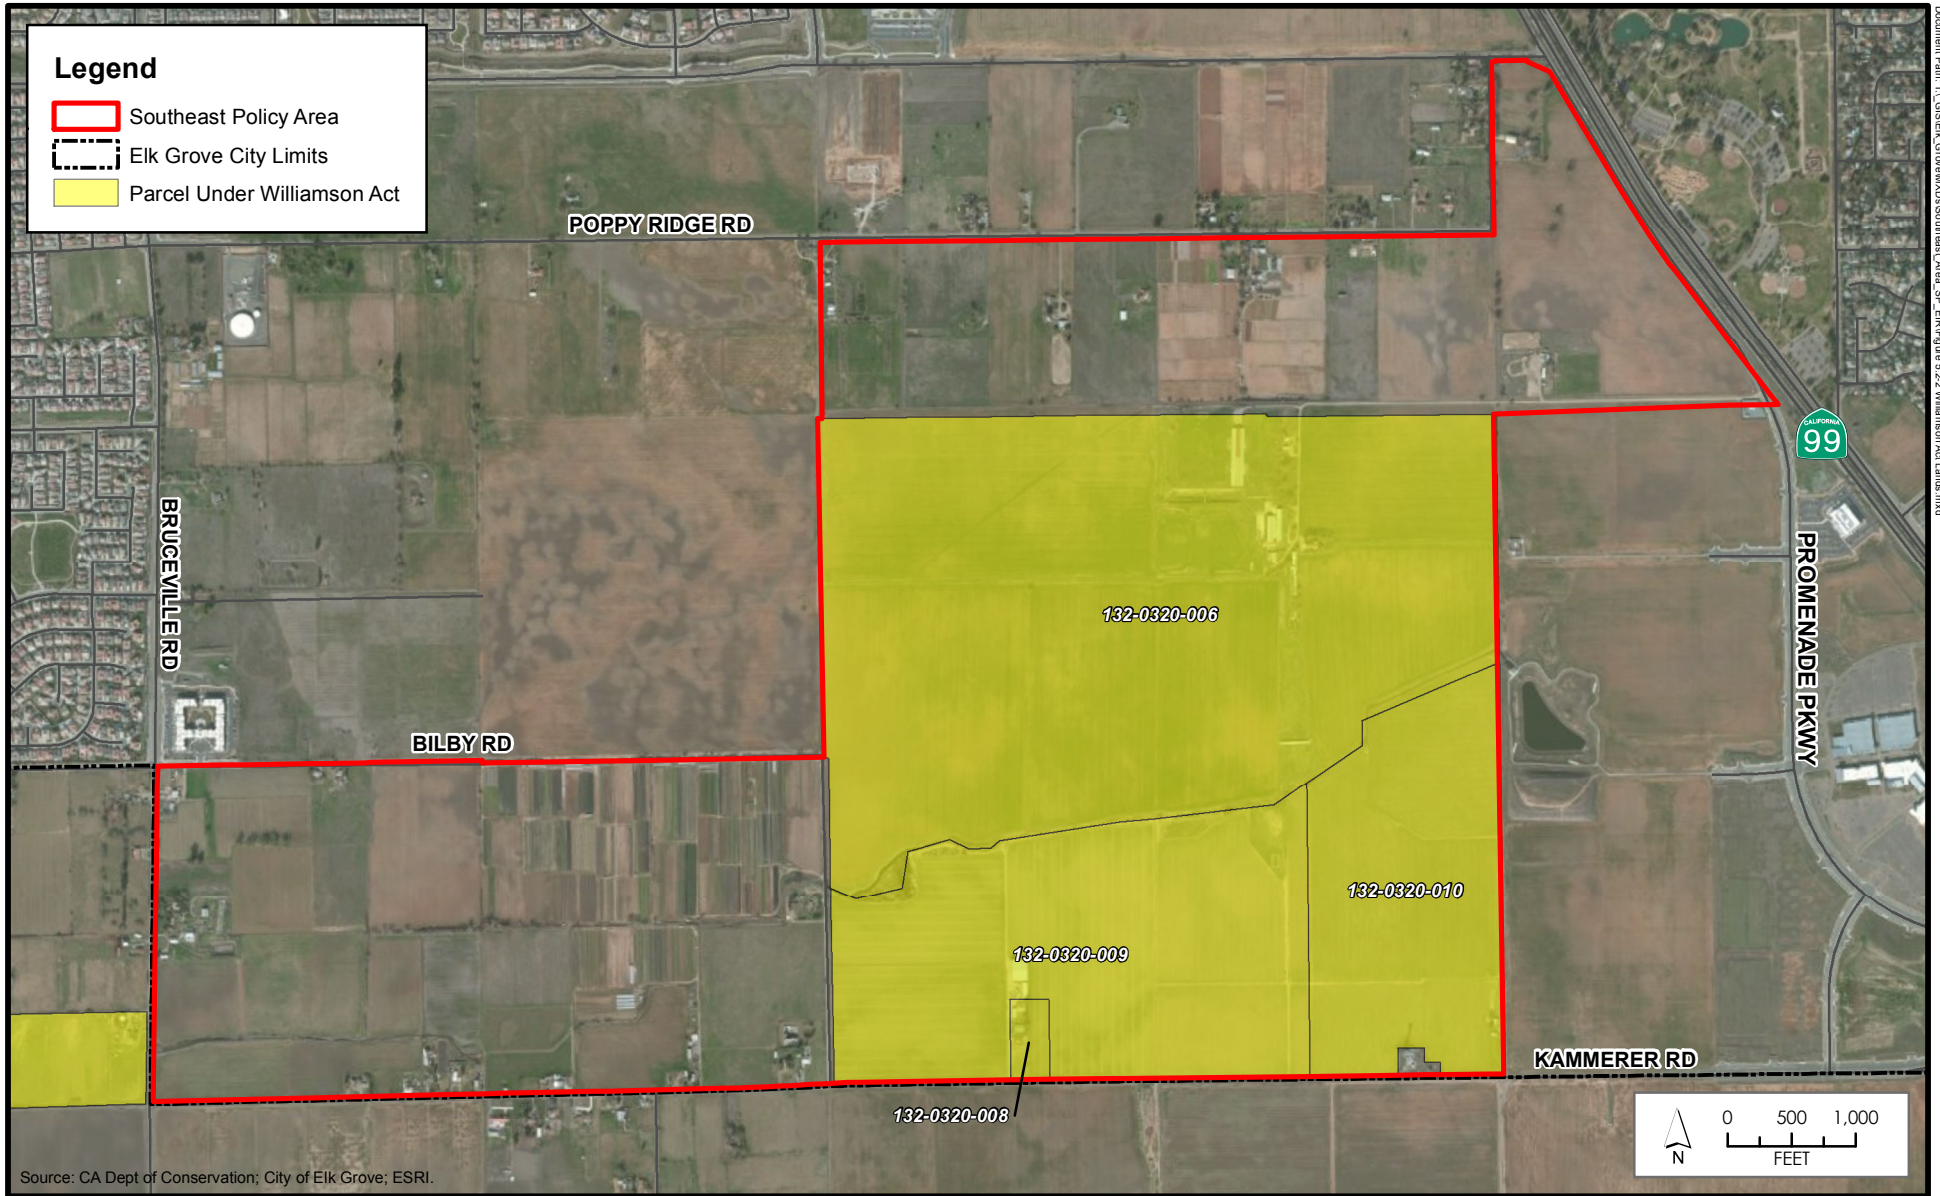 Legend
Southeast Policy Area
Elk Grove City Limits
Parcel Under Williamson Act
POPPY RIDGE RD
CALIFORNIA
99
BRUCEVILLE RD
PROMENADE PKWY
132-0320-006
BILBY RD
132-0320-010
132-0320-009
KAMMERER RD
132-0320-008
0 500 1,000
FEET
N
Source: CA Dept of Conservation; City of Elk Grove; ESRI.